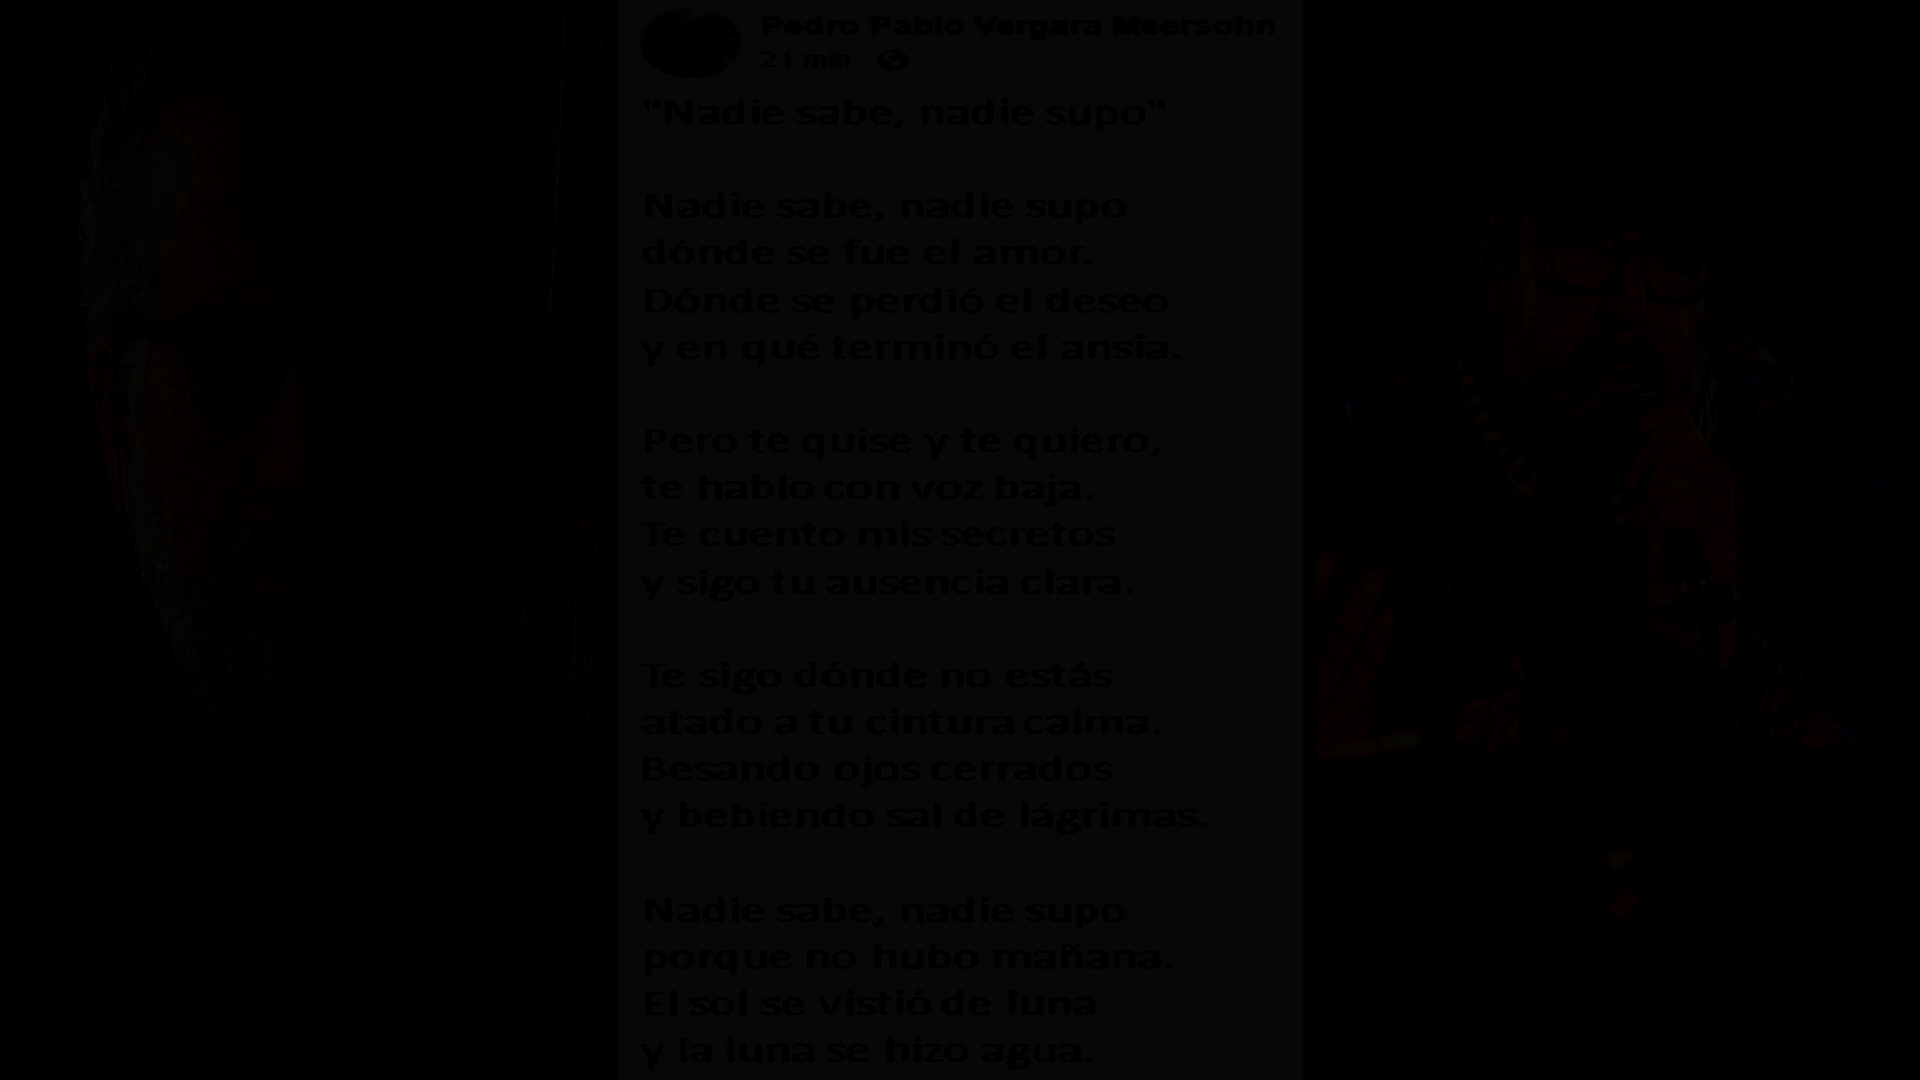 Pedro Pablo Vergara Meersohn
21 min ·
"Nadie sabe, nadie supo"
Nadie sabe, nadie supo
dónde se fue el amor.
Dónde se perdió el deseo
y en qué terminó el ansia.
Pero te quise y te quiero,
te hablo con voz baja.
Te cuento mis secretos
y sigo tu ausencia clara.
Te sigo dónde no estás
atado a tu cintura calma.
Besando ojos cerrados
y bebiendo sal de lágrimas.
Nadie sabe, nadie supo
porque no hubo mañana.
El sol se vistió de luna
y la luna se hizo agua.